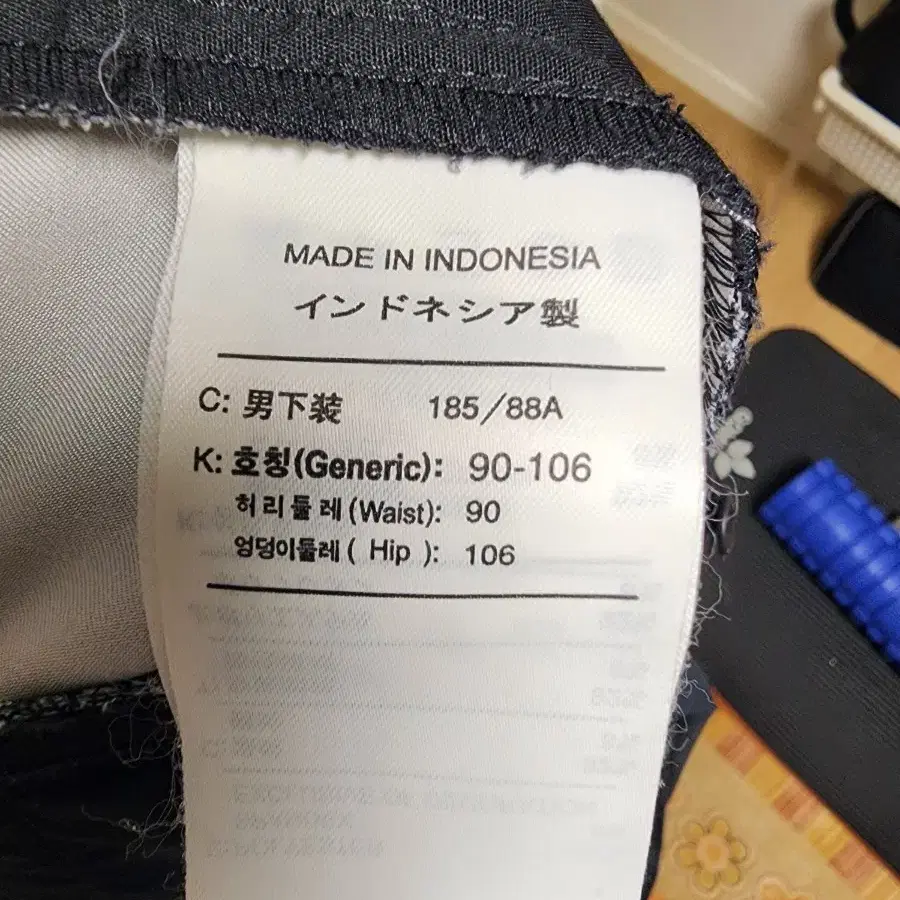 MADE IN INDONESIA
インドネシア製
C: 男下装 185/88A
K: 호칭(Generic): 90-106
허리둘레(Waist): 90
엉덩이둘레( Hip ): 106